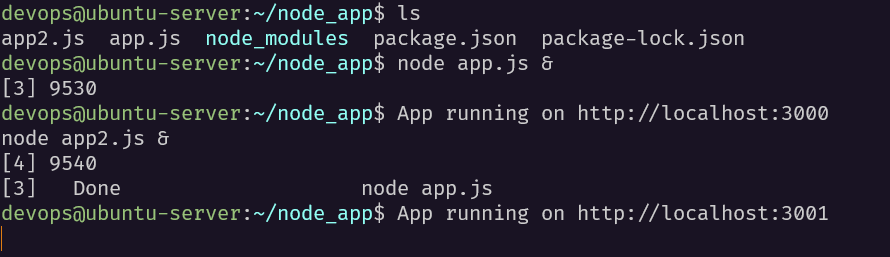 devops@ubuntu-server:~/node_app$ ls
app2.js  app.js  node_modules  package.json  package-lock.json
devops@ubuntu-server:~/node_app$ node app.js &
[3] 9530
devops@ubuntu-server:~/node_app$ App running on http://localhost:3000
node app2.js &
[4] 9540
[3]   Done                    node app.js
devops@ubuntu-server:~/node_app$ App running on http://localhost:3001